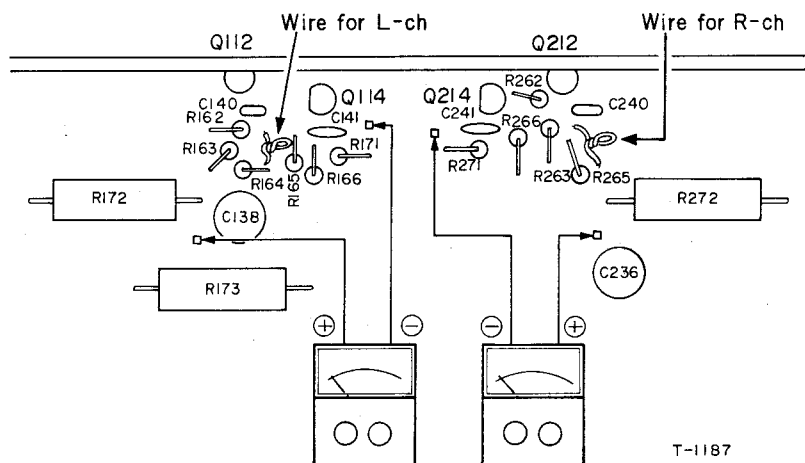 Wire for L-ch
Wire for R-ch
Q112
Q212
R262
C140
R162
Q114
Q214
C240
C141
C241
R266
R163
R171
R271
R164
R165
R166
R263
R265
R172
C138
R272
R173
C236
+
−
−
+
T-1187